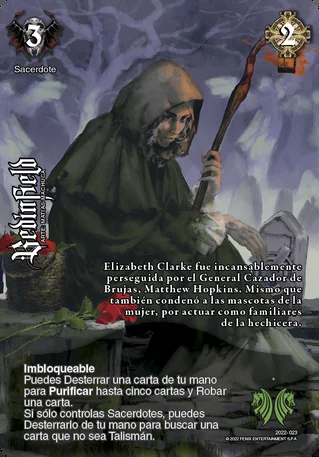 3
2
Sacerdote
ARTE MATÍAS MACHUCA
Elizabeth Clarke fue incansablemente
perseguida por el General Cazador de
Brujas, Matthew Hopkins. Mismo que
también condenó a las mascotas de la
mujer, por actuar como familiares
de la hechicera.
Imbloqueable
Puedes Desterrar una carta de tu mano
para Purificar hasta cinco cartas y Robar
una carta.
Si sólo controlas Sacerdotes, puedes
Desterrarlo de tu mano para buscar una
carta que no sea Talismán.
2022- 023
© 2022 FENIX ENTERTAINMENT S.P.A